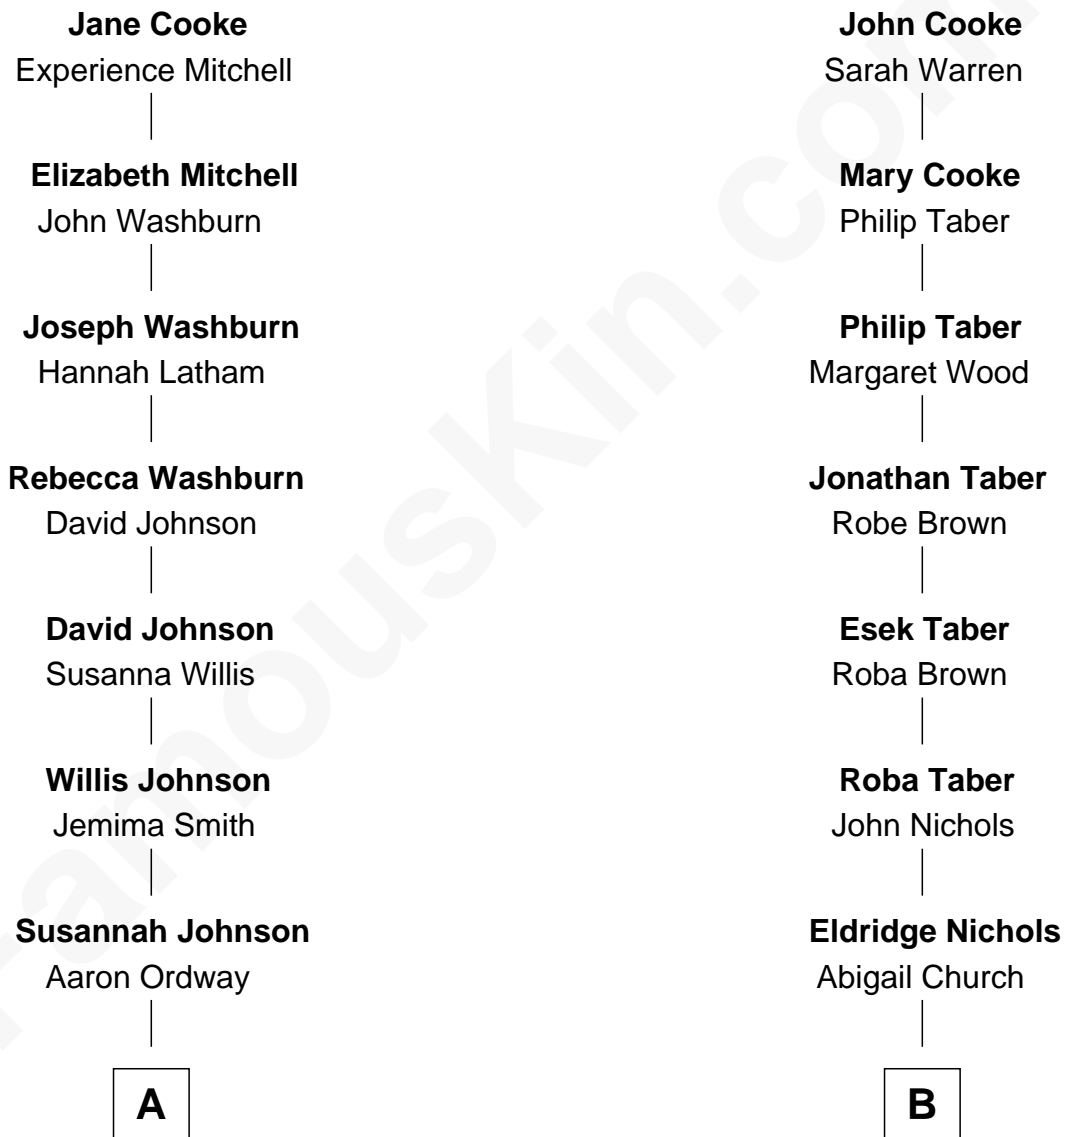 Jane Cooke
Experience Mitchell
Elizabeth Mitchell
John Washburn
Joseph Washburn
Hannah Latham
Rebecca Washburn
David Johnson
David Johnson
Susanna Willis
Willis Johnson
Jemima Smith
Susannah Johnson
Aaron Ordway
A
John Cooke
Sarah Warren
Mary Cooke
Philip Taber
Philip Taber
Margaret Wood
Jonathan Taber
Robe Brown
Esek Taber
Roba Brown
Roba Taber
John Nichols
Eldridge Nichols
Abigail Church
B
FamousKin.com